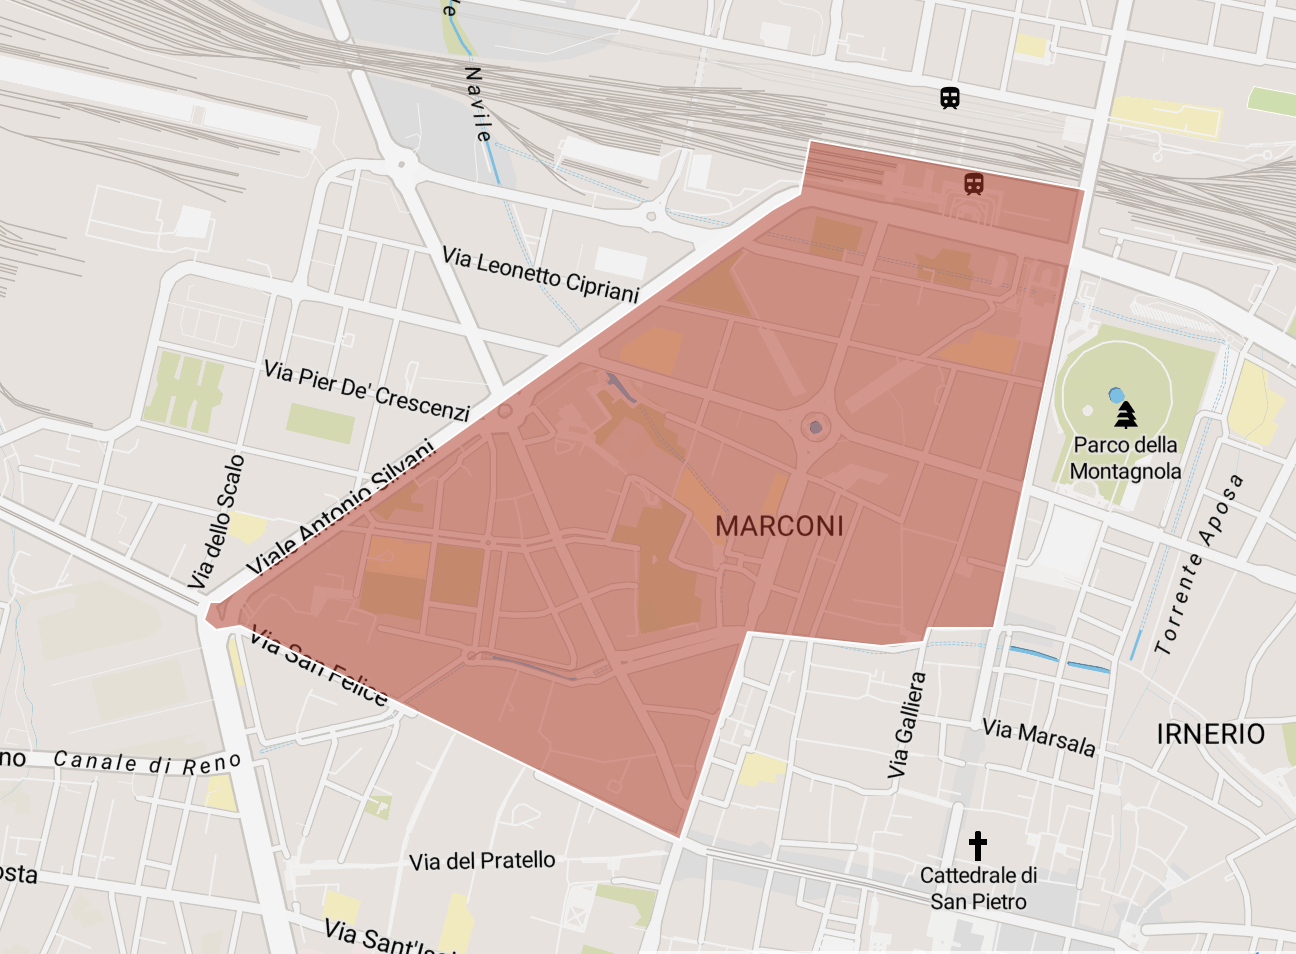 ve
Navile
Via Leonetto Cipriani
Via Pier De' Crescenzi
Parco della
Montagnola
Viale Antonio Silvani
Via dello Scalo
MARCONI
Torrente Aposa
Via San Felice
Via Galliera
Via Marsala
IRNERIO
no
Canale di Reno
Via del Pratello
osta
Cattedrale di
San Pietro
Via Sant'Isa